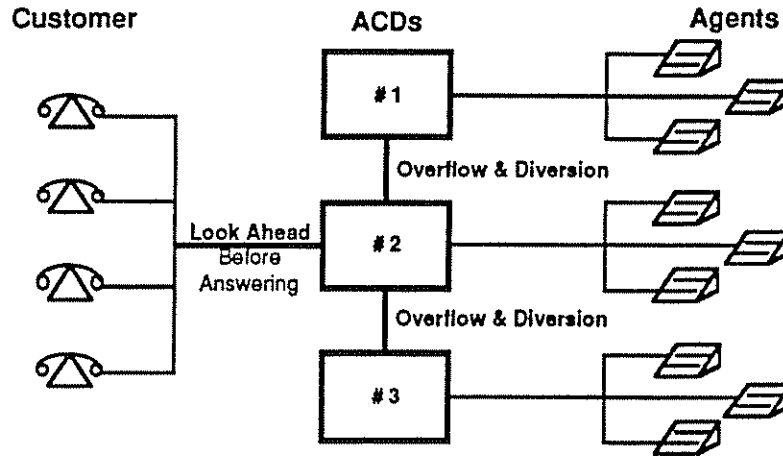 Customer
ACDs
Agents
# 1
Overflow & Diversion
Look Ahead
Before
Answering
# 2
Overflow & Diversion
# 3